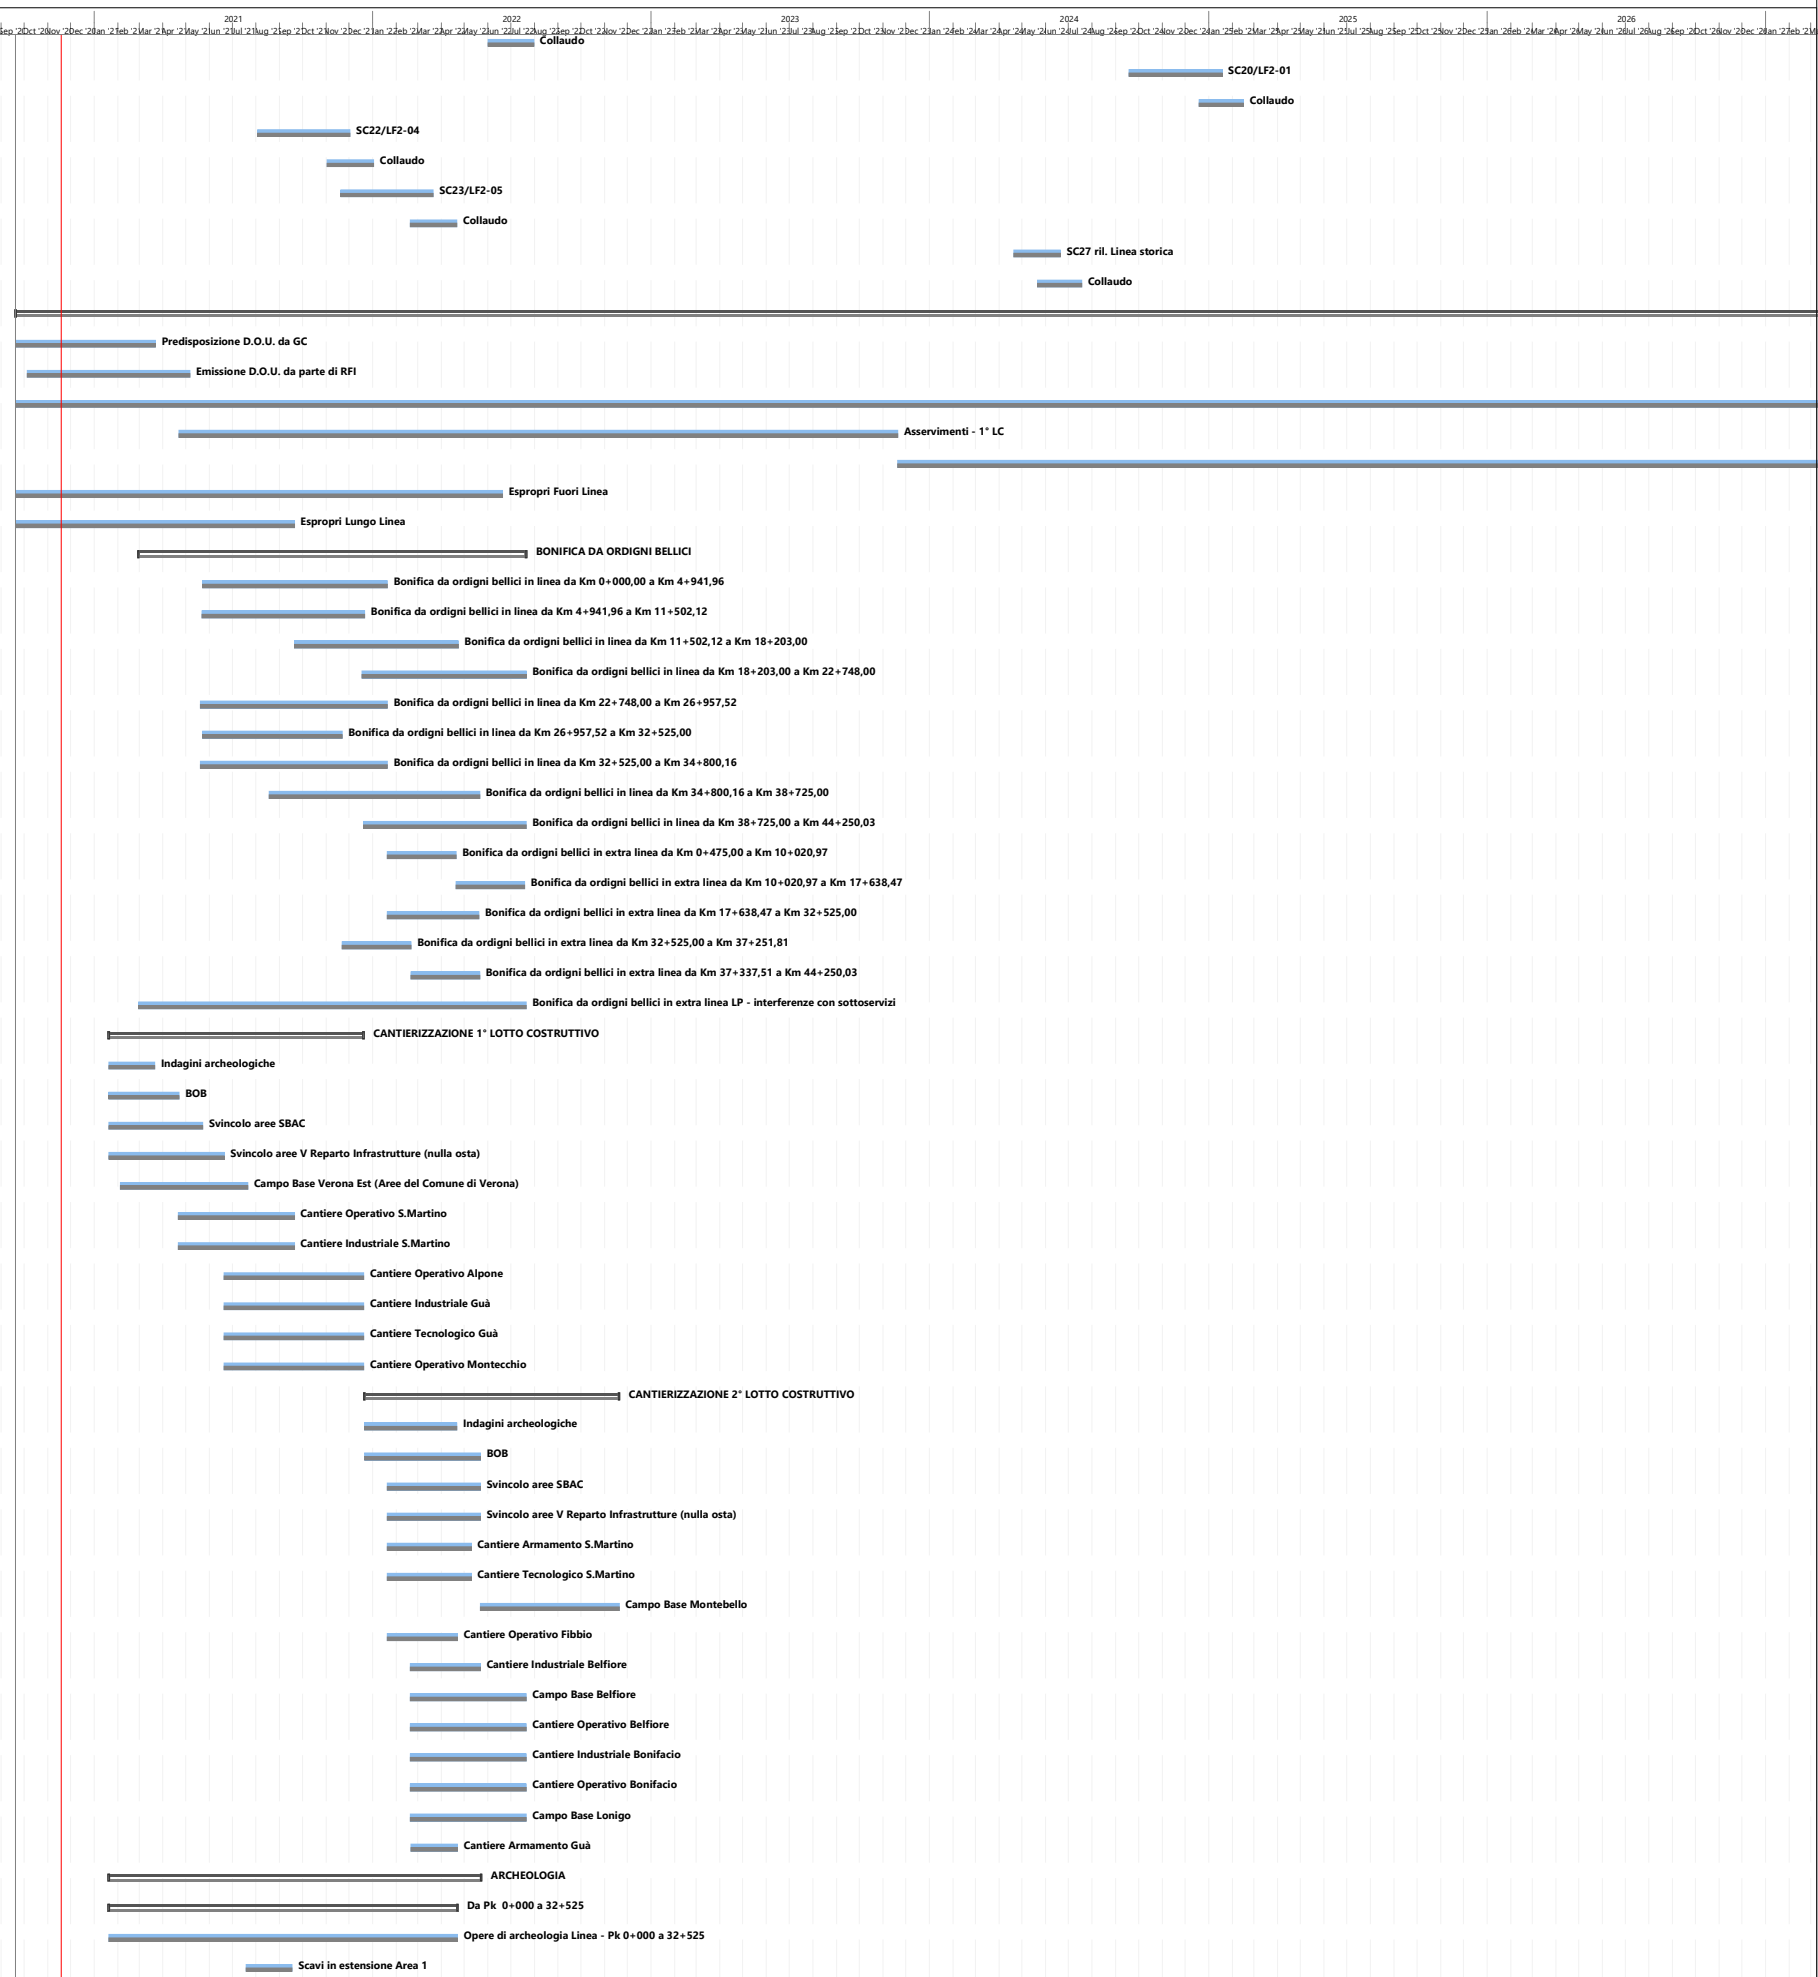 2021 2022 2023 2024 2025 2026
Collaudo
SC20/LF2-01
Collaudo
SC22/LF2-04
Collaudo
SC23/LF2-05
Collaudo
SC27 ril. Linea storica
Collaudo
Predisposizione D.O.U. da GC
Emissione D.O.U. da parte di RFI
Asservimenti - 1° LC
Espropri Fuori Linea
Espropri Lungo Linea
BONIFICA DA ORDIGNI BELLICI
Bonifica da ordigni bellici in linea da Km 0+000,00 a Km 4+941,96
Bonifica da ordigni bellici in linea da Km 4+941,96 a Km 11+502,12
Bonifica da ordigni bellici in linea da Km 11+502,12 a Km 18+203,00
Bonifica da ordigni bellici in linea da Km 18+203,00 a Km 22+748,00
Bonifica da ordigni bellici in linea da Km 22+748,00 a Km 26+957,52
Bonifica da ordigni bellici in linea da Km 26+957,52 a Km 32+525,00
Bonifica da ordigni bellici in linea da Km 32+525,00 a Km 34+800,16
Bonifica da ordigni bellici in linea da Km 34+800,16 a Km 38+725,00
Bonifica da ordigni bellici in linea da Km 38+725,00 a Km 44+250,03
Bonifica da ordigni bellici in extra linea da Km 0+475,00 a Km 10+020,97
Bonifica da ordigni bellici in extra linea da Km 10+020,97 a Km 17+638,47
Bonifica da ordigni bellici in extra linea da Km 17+638,47 a Km 32+525,00
Bonifica da ordigni bellici in extra linea da Km 32+525,00 a Km 37+251,81
Bonifica da ordigni bellici in extra linea da Km 37+337,51 a Km 44+250,03
Bonifica da ordigni bellici in extra linea LP - interferenze con sottoservizi
CANTIERIZZAZIONE 1° LOTTO COSTRUTTIVO
Indagini archeologiche
BOB
Svincolo aree SBAC
Svincolo aree V Reparto Infrastrutture (nulla osta)
Campo Base Verona Est (Aree del Comune di Verona)
Cantiere Operativo S.Martino
Cantiere Industriale S.Martino
Cantiere Operativo Alpone
Cantiere Industriale Guà
Cantiere Tecnologico Guà
Cantiere Operativo Montecchio
CANTIERIZZAZIONE 2° LOTTO COSTRUTTIVO
Indagini archeologiche
BOB
Svincolo aree SBAC
Svincolo aree V Reparto Infrastrutture (nulla osta)
Cantiere Armamento S.Martino
Cantiere Tecnologico S.Martino
Campo Base Montebello
Cantiere Operativo Fibbio
Cantiere Industriale Belfiore
Campo Base Belfiore
Cantiere Operativo Belfiore
Cantiere Industriale Bonifacio
Cantiere Operativo Bonifacio
Campo Base Lonigo
Cantiere Armamento Guà
ARCHEOLOGIA
Da Pk 0+000 a 32+525
Opere di archeologia Linea - Pk 0+000 a 32+525
Scavi in estensione Area 1